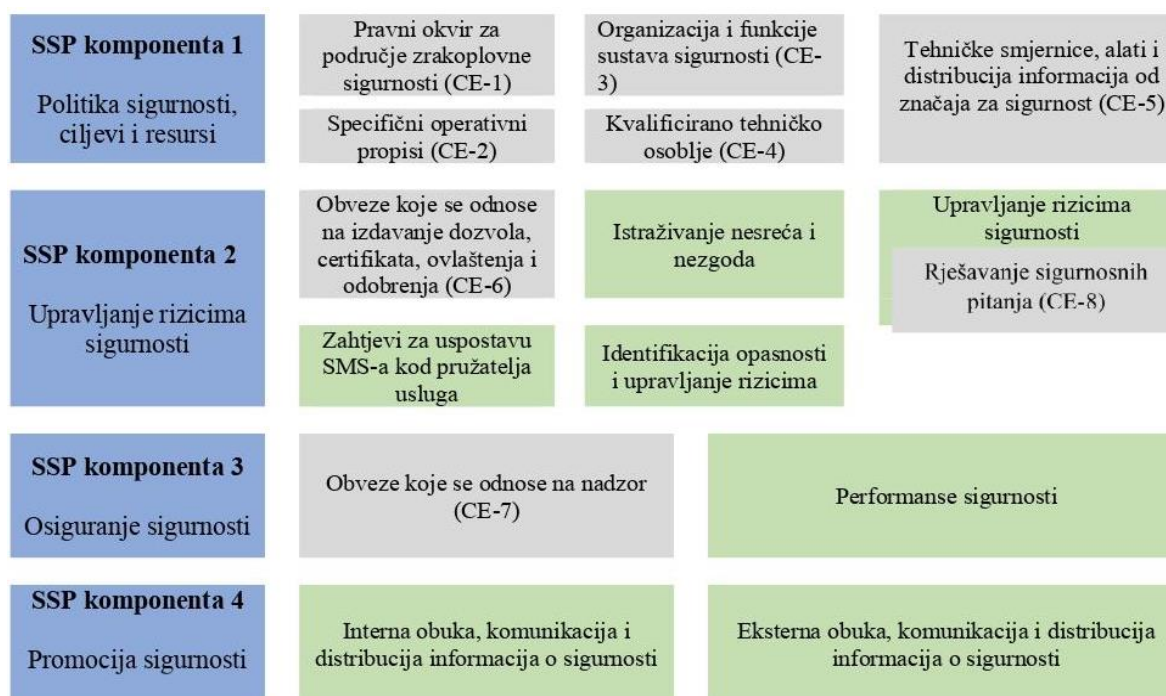 SSP komponenta 1
Politika sigurnosti,
ciljevi i resursi
Pravni okvir za
područje zrakoplovne
sigurnosti (CE-1)
Organizacija i funkcije
sustava sigurnosti (CE-
3)
Tehničke smjernice, alati i
distribucija informacija od
značaja za sigurnost (CE-5)
Specifični operativni
propisi (CE-2)
Kvalificirano tehničko
osoblje (CE-4)
SSP komponenta 2
Upravljanje rizicima
sigurnosti
Obveze koje se odnose
na izdavanje dozvola,
certifikata, ovlaštenja i
odobrenja (CE-6)
Istraživanje nesreća i
nezgoda
Upravljanje rizicima
sigurnosti
Rješavanje sigurnosnih
pitanja (CE-8)
Zahtjevi za uspostavu
SMS-a kod pružatelja
usluga
Identifikacija opasnosti
i upravljanje rizicima
SSP komponenta 3
Osiguranje sigurnosti
Obveze koje se odnose na nadzor
(CE-7)
Performanse sigurnosti
SSP komponenta 4
Promocija sigurnosti
Interna obuka, komunikacija i
distribucija informacija o sigurnosti
Eksterna obuka, komunikacija i distribucija
informacija o sigurnosti